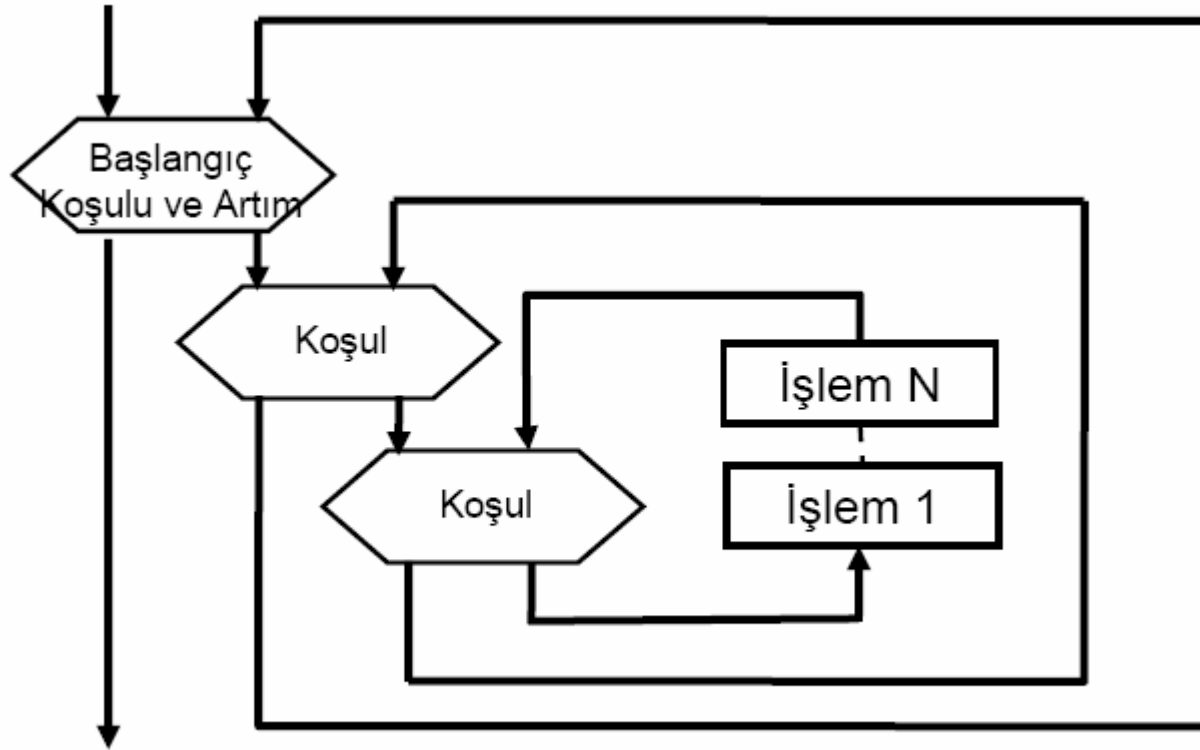 Başlangıç
Koşulu ve Artım
Koşul
İşlem N
Koşul
İşlem 1